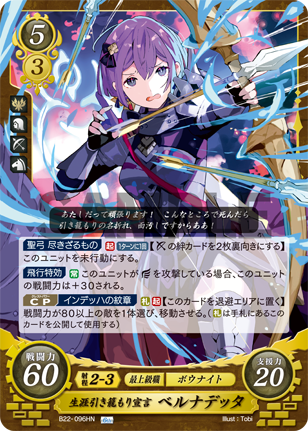 5
3
あたしだって頑張ります! こんなところで死んだら
引き籠もりの名折れ、面汚しですからああ!
聖弓 尽きざるもの 起 1ターンに1回 【の絆カードを2枚裏向きにする】
このユニットを未行動にする。
飛行特効 常 このユニットがを攻撃している場合、このユニットの
戦闘力は+30される。
CP インデッハの紋章 札 起 【このカードを退避エリアに置く】
戦闘力が80以上の敵を1体選び、移動させる。(札は手札にあるこの
カードを公開して使用する)
戦闘力
60
射程 2-3
最上級職
ボウナイト
支援力
20
B22-096HN
生涯引き籠もり宣言 ベルナデッタ
Illust:Tobi